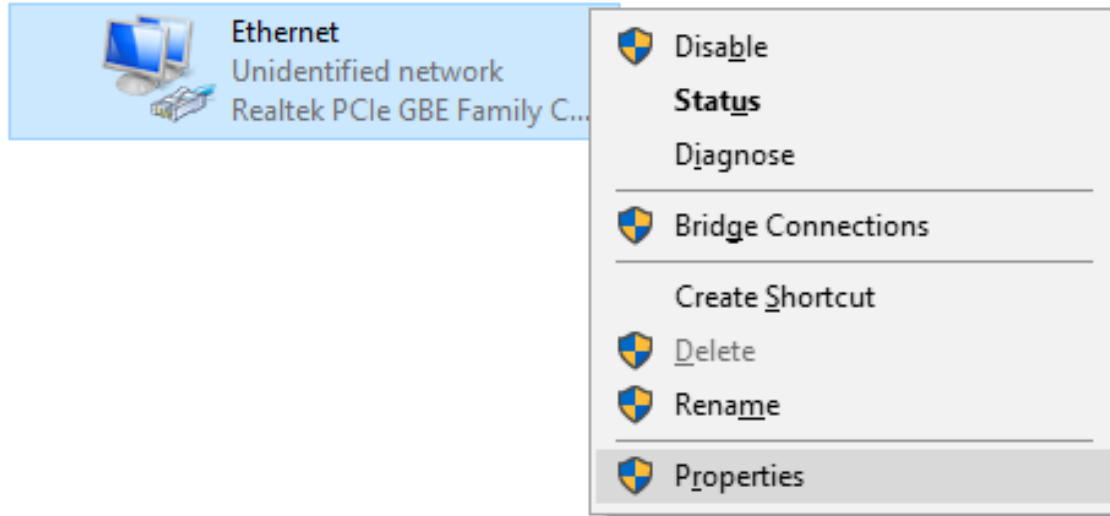 Ethernet
Unidentified network
Realtek PCIe GBE Family C...
Disable
Status
Diagnose
Bridge Connections
Create Shortcut
Delete
Rename
Properties